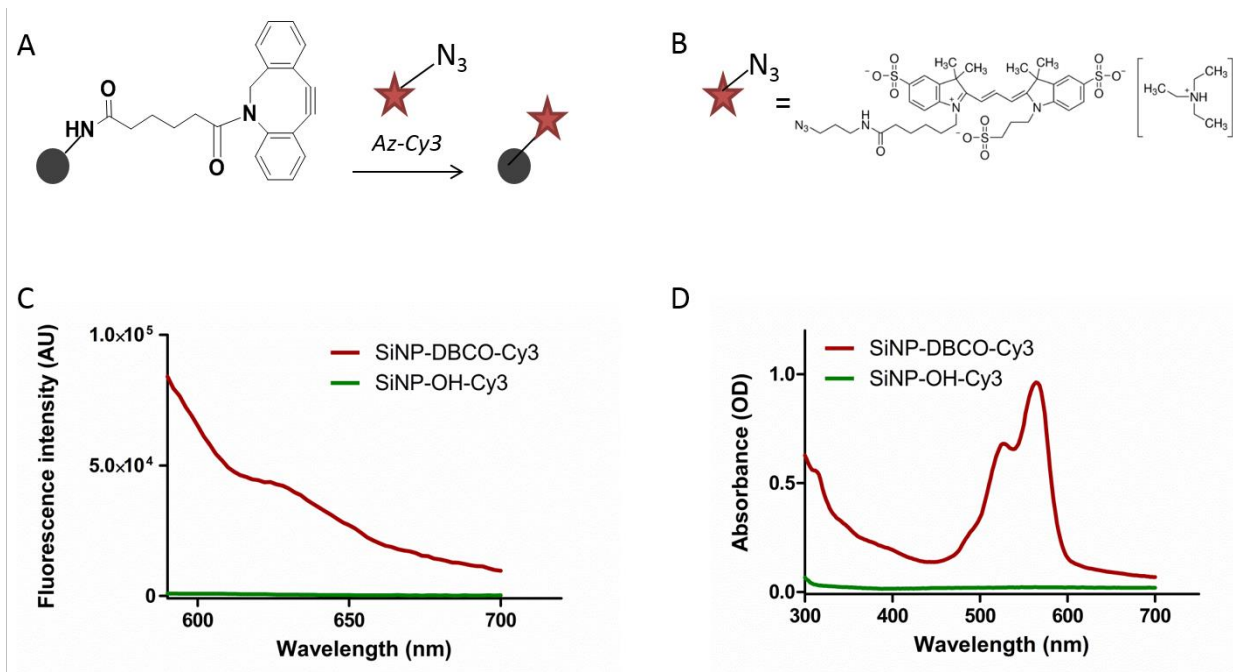 A
O
HN
N
O
N₃
Az-Cy3
B
N₃
=
O
⁻O-S
O
H₃C CH₃
H₃C CH₃
O
S-O⁻
O
N⁺
N
N₃
H
N
O
O
⁻O-S
O
H₃C
CH₃
NH⁺
CH₃
C
Fluorescence intensity (AU)
1.0×10⁵
5.0×10⁴
0
SiNP-DBCO-Cy3
SiNP-OH-Cy3
600
650
700
Wavelength (nm)
D
Absorbance (OD)
1.0
0.5
0.0
SiNP-DBCO-Cy3
SiNP-OH-Cy3
300
400
500
600
700
Wavelength (nm)